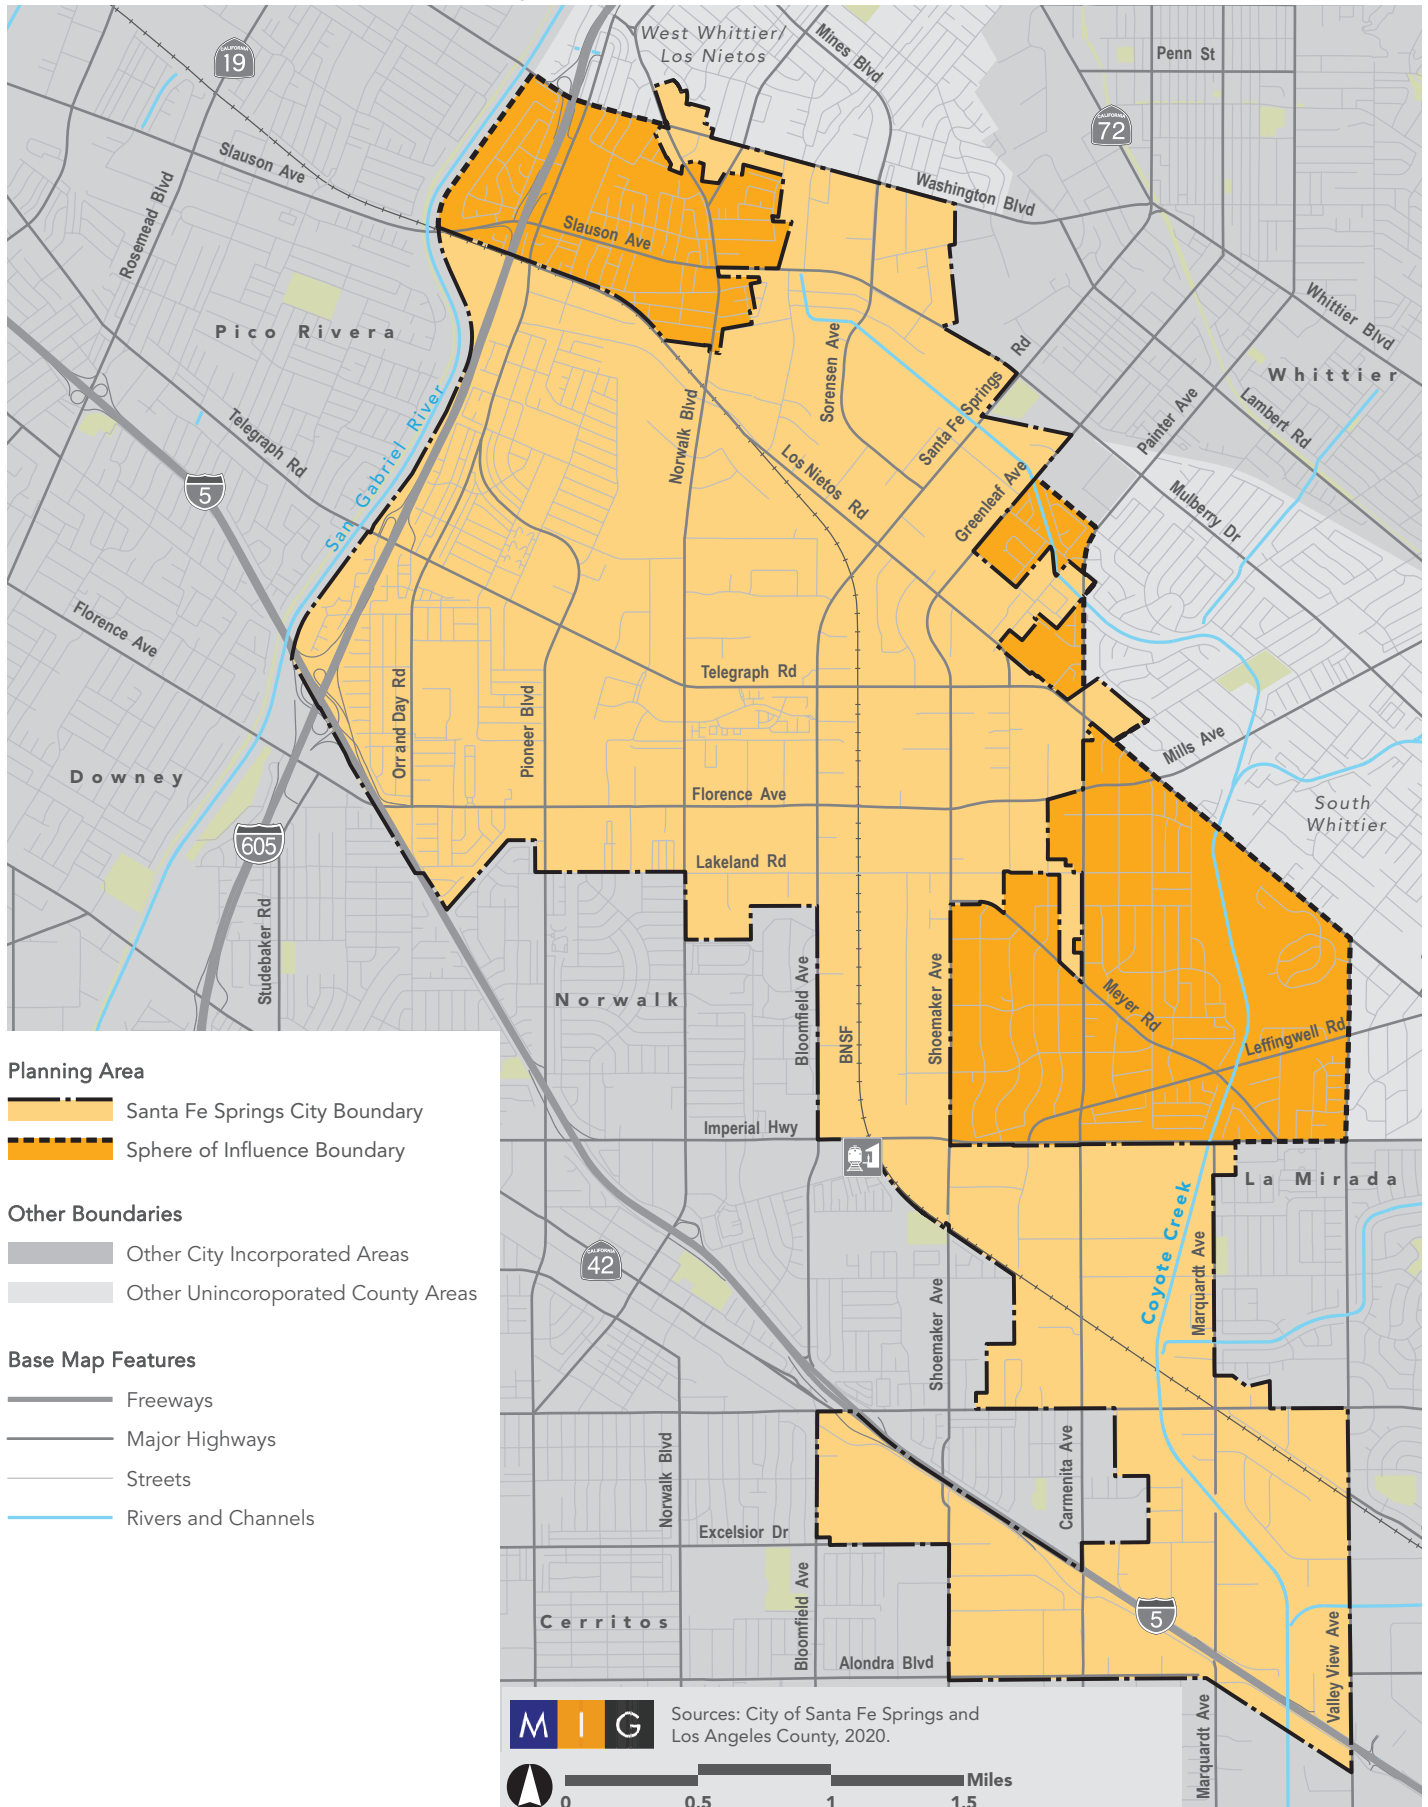 West Whittier/
Los Nietos
Mines Blvd
Penn St
CALIFORNIA
19
CALIFORNIA
72
Slauson Ave
Rosemead Blvd
Washington Blvd
Slauson Ave
Whittier Blvd
Pico Rivera
Whittier
Sorensen Ave
Santa Fe Springs Rd
Painter Ave
Lambert Rd
San Gabriel River
Telegraph Rd
Norwalk Blvd
Los Nietos Rd
Greenleaf Ave
Mulberry Dr
5
Florence Ave
Telegraph Rd
Orr and Day Rd
Pioneer Blvd
Mills Ave
Downey
Florence Ave
South
Whittier
605
Lakeland Rd
Studebaker Rd
Norwalk
Bloomfield Ave
BNSF
Shoemaker Ave
Meyer Rd
Leffingwell Rd
Imperial Hwy
La Mirada
Coyote Creek
Marquardt Ave
CALIFORNIA
42
Shoemaker Ave
Norwalk Blvd
Carmenita Ave
Excelsior Dr
Bloomfield Ave
Cerritos
5
Valley View Ave
Alondra Blvd
Marquardt Ave
Planning Area
Santa Fe Springs City Boundary
Sphere of Influence Boundary
Other Boundaries
Other City Incorporated Areas
Other Unincoroporated County Areas
Base Map Features
Freeways
Major Highways
Streets
Rivers and Channels
M I G
Sources: City of Santa Fe Springs and
Los Angeles County, 2020.
Miles
0 0.5 1 1.5